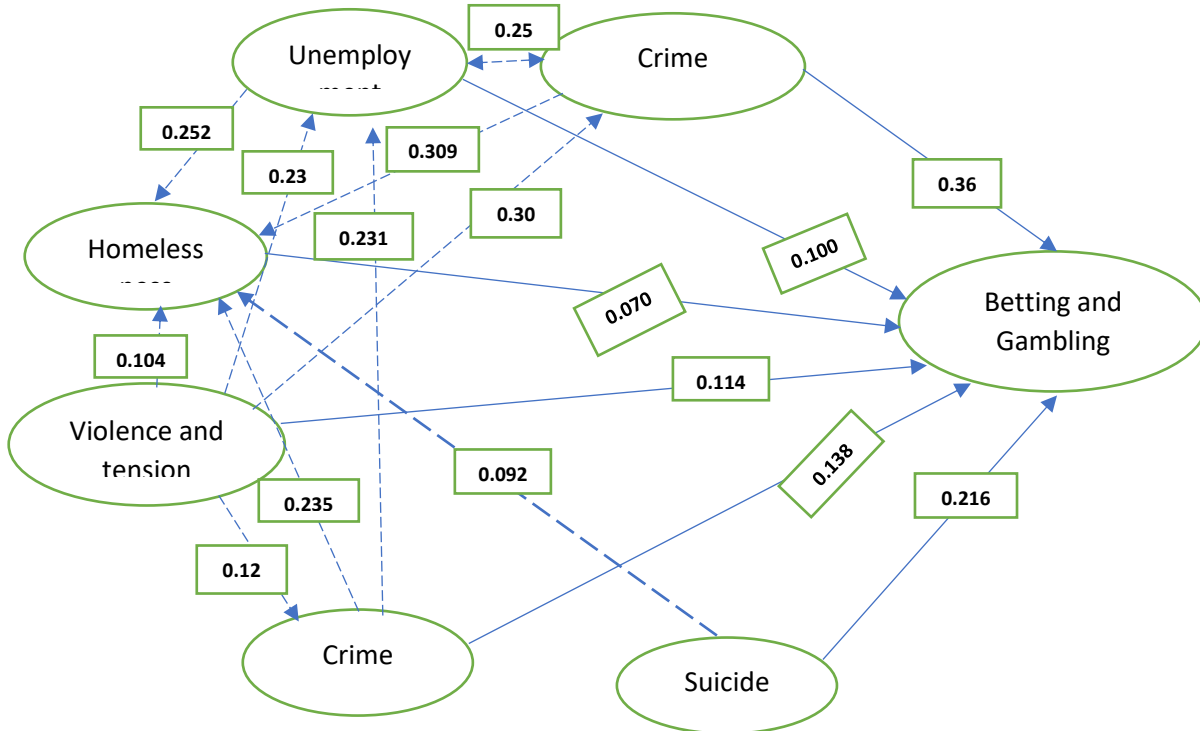 0.25
Unemploy
Crime
0.252
0.309
0.23
0.36
0.30
Homeless
0.231
0.100
0.070
Betting and
Gambling
0.104
0.114
Violence and
tension
0.092
0.138
0.235
0.216
0.12
Crime
Suicide